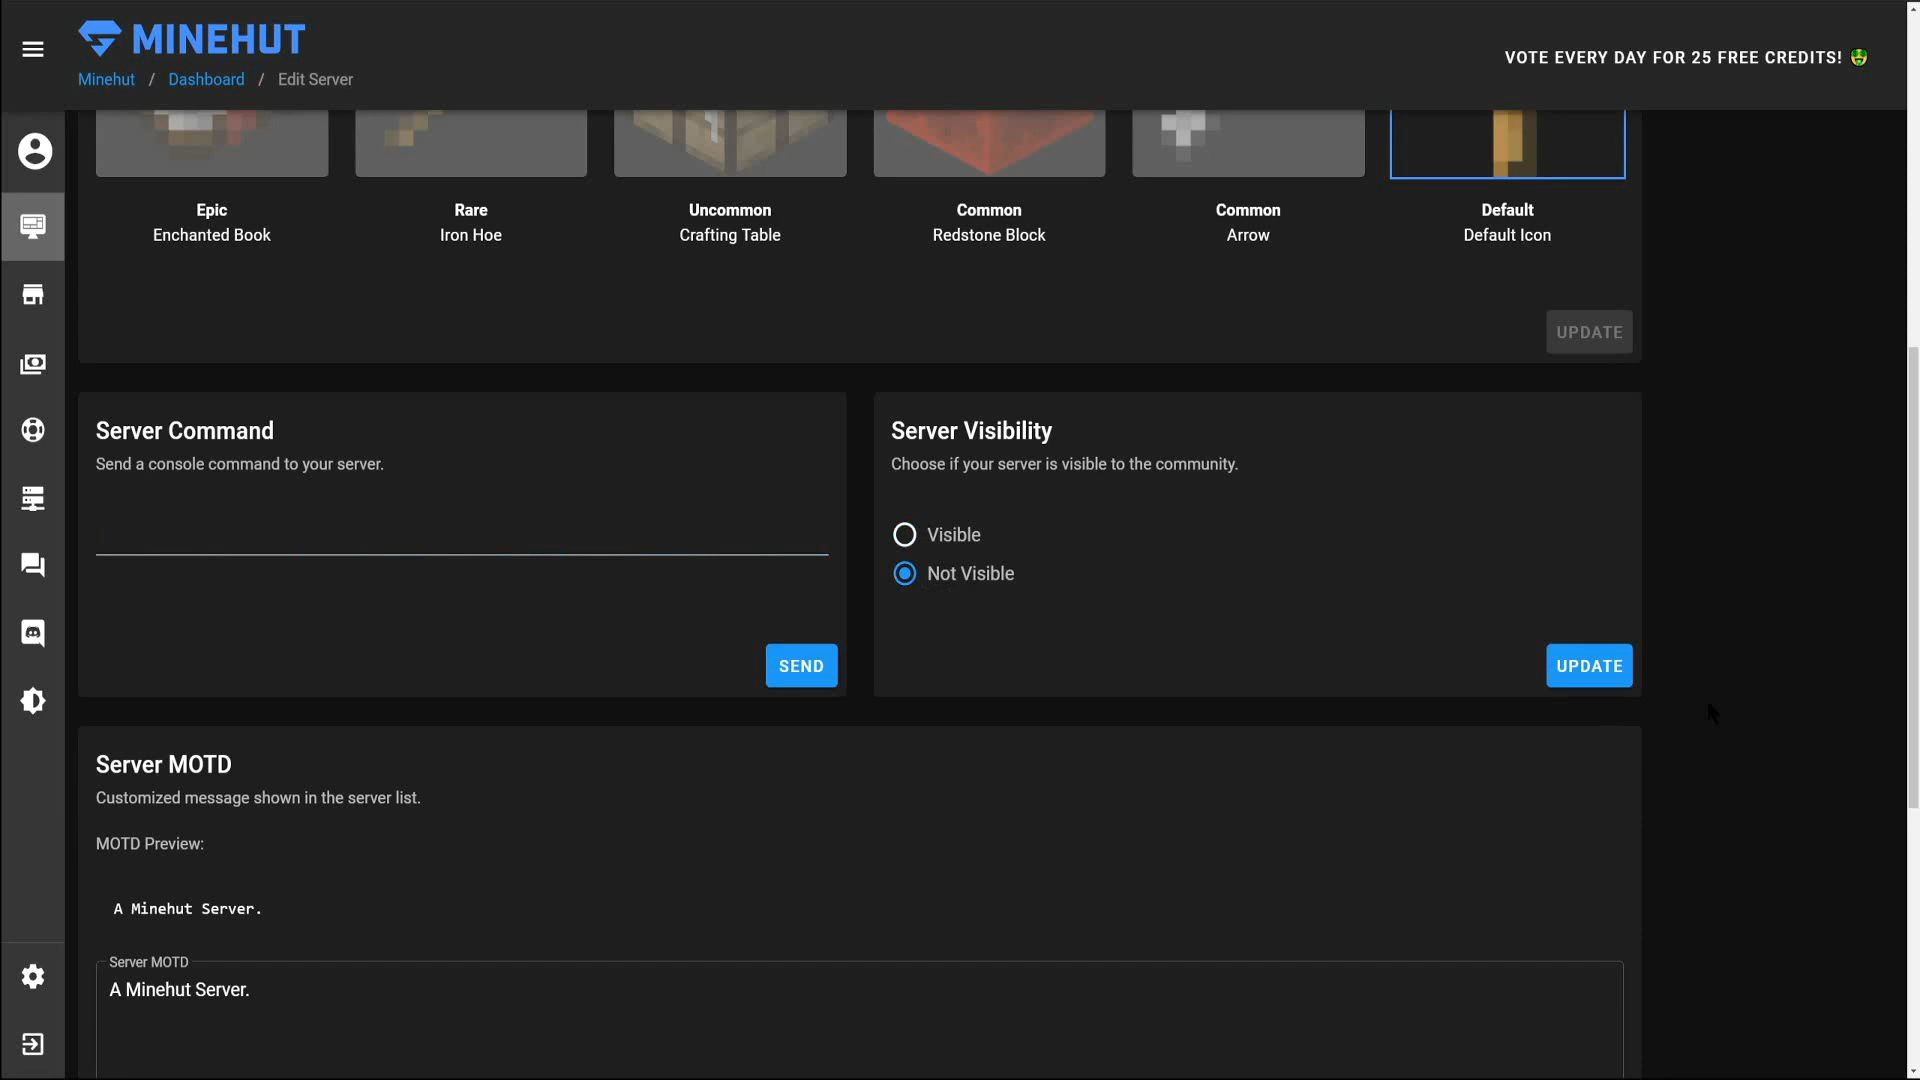 MINEHUT
Minehut / Dashboard / Edit Server
VOTE EVERY DAY FOR 25 FREE CREDITS! 🤑
Epic
Enchanted Book
Rare
Iron Hoe
Uncommon
Crafting Table
Common
Redstone Block
Common
Arrow
Default
Default Icon
UPDATE
Server Command
Send a console command to your server.
SEND
Server Visibility
Choose if your server is visible to the community.
Visible
Not Visible
UPDATE
Server MOTD
Customized message shown in the server list.
MOTD Preview:
A Minehut Server.
Server MOTD
A Minehut Server.